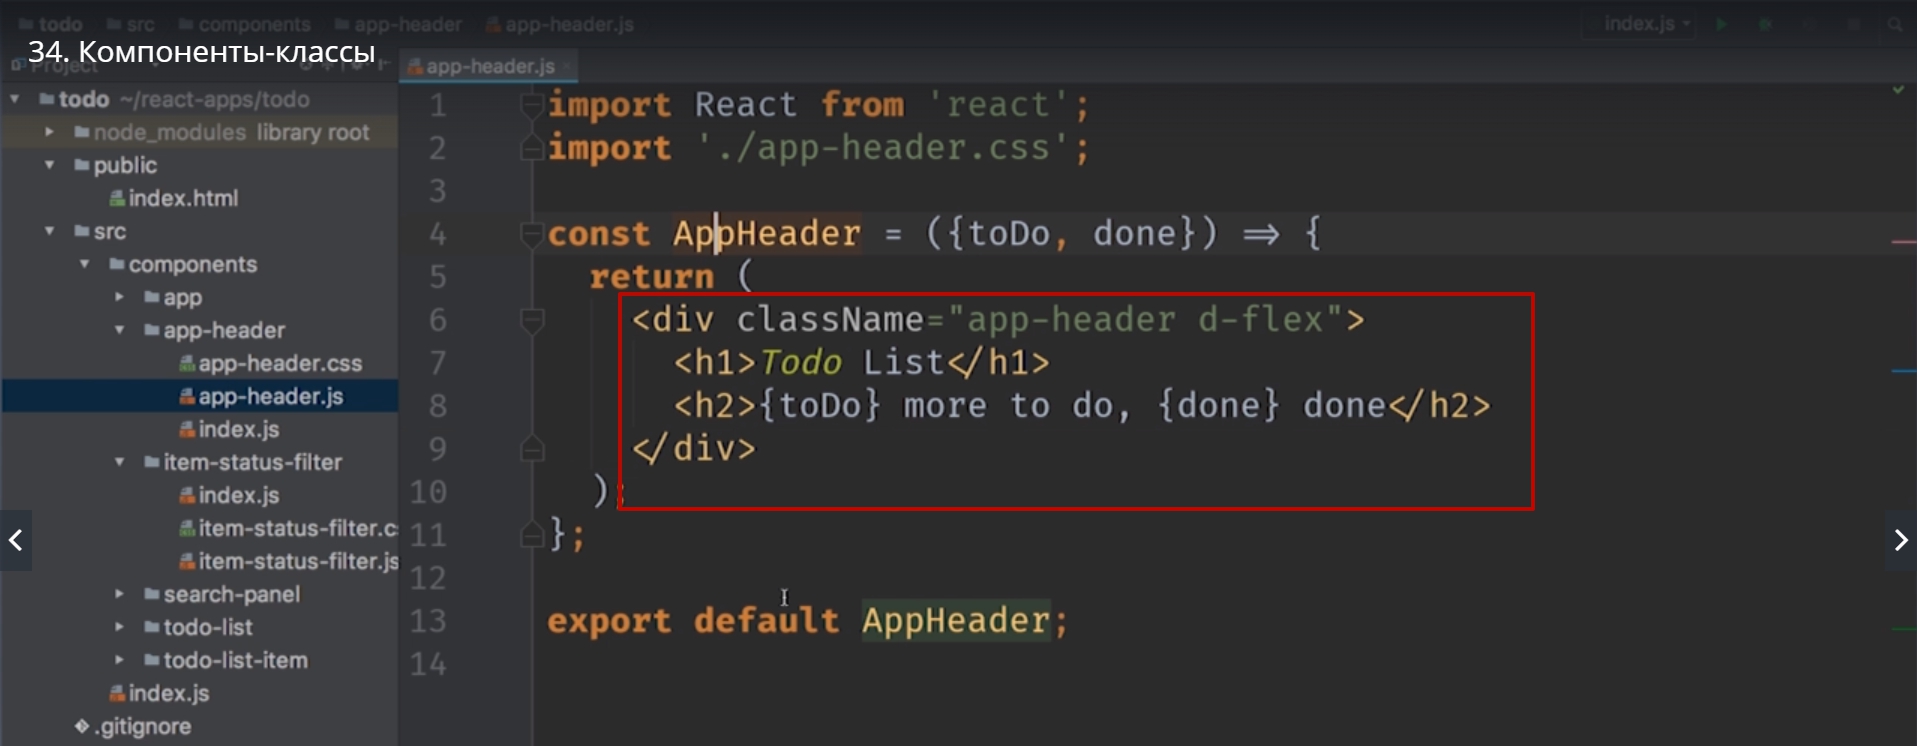 todo src components app-header app-header.js index.js
34. Компоненты-классы
Project
app-header.js
todo ~/react-apps/todo
node_modules library root
public
index.html
src
components
app
app-header
app-header.css
app-header.js
index.js
item-status-filter
index.js
item-status-filter.c
item-status-filter.js
search-panel
todo-list
todo-list-item
index.js
.gitignore
1 import React from 'react';
2 import './app-header.css';
3
4 const AppHeader = ({toDo, done}) => {
5 return (
6 <div className="app-header d-flex">
7 <h1>Todo List</h1>
8 <h2>{toDo} more to do, {done} done</h2>
9 </div>
10 );
11 };
12
13 export default AppHeader;
14